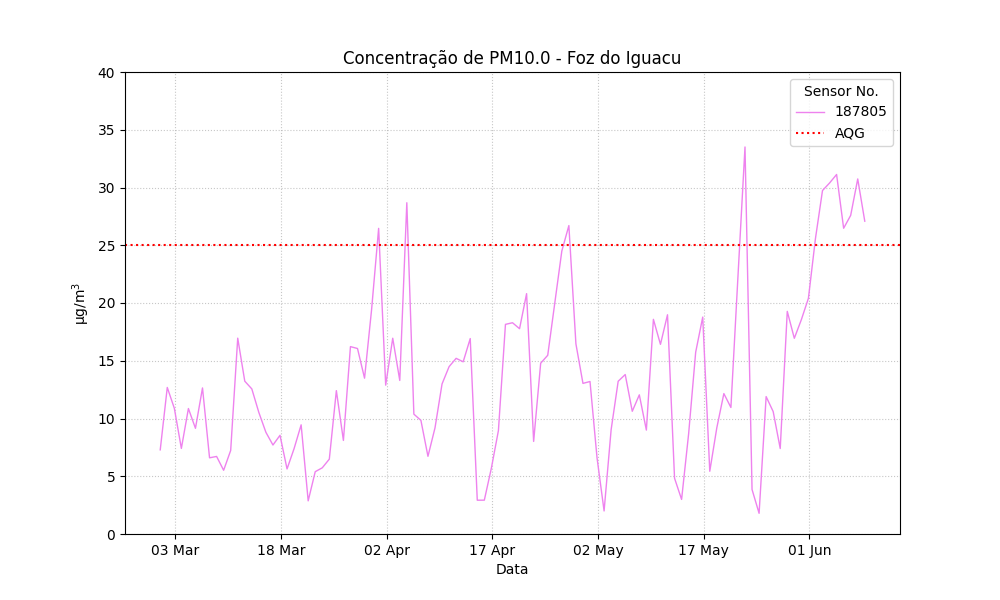 Concentração de PM10.0 - Foz do Iguacu
Sensor No.
187805
AQG
40
35
30
25
20
15
10
5
0
µg/m³
03 Mar
18 Mar
02 Apr
17 Apr
02 May
17 May
01 Jun
Data